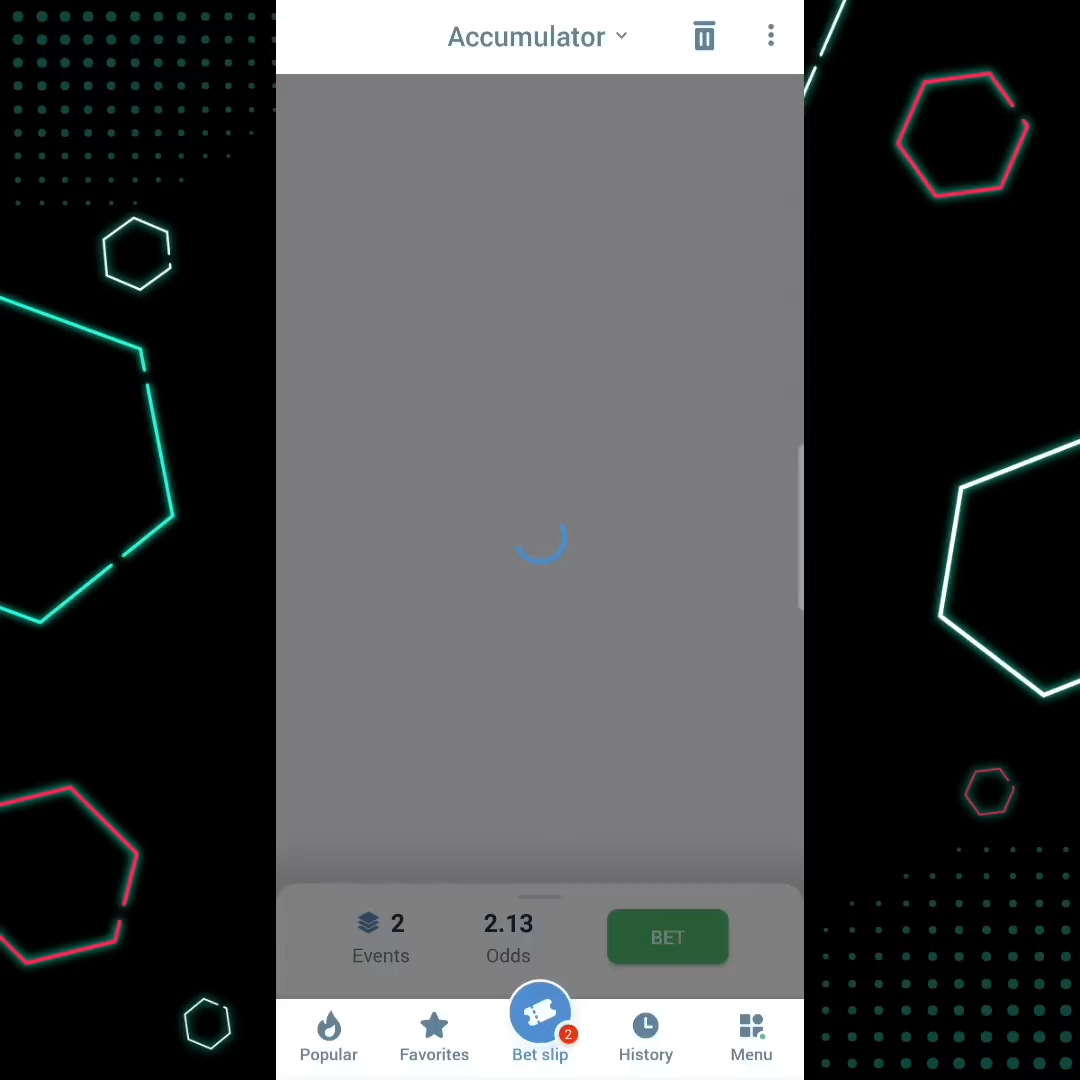 Accumulator
2
2.13
Events
Odds
BET
2
Popular
Favorites
Bet slip
History
Menu